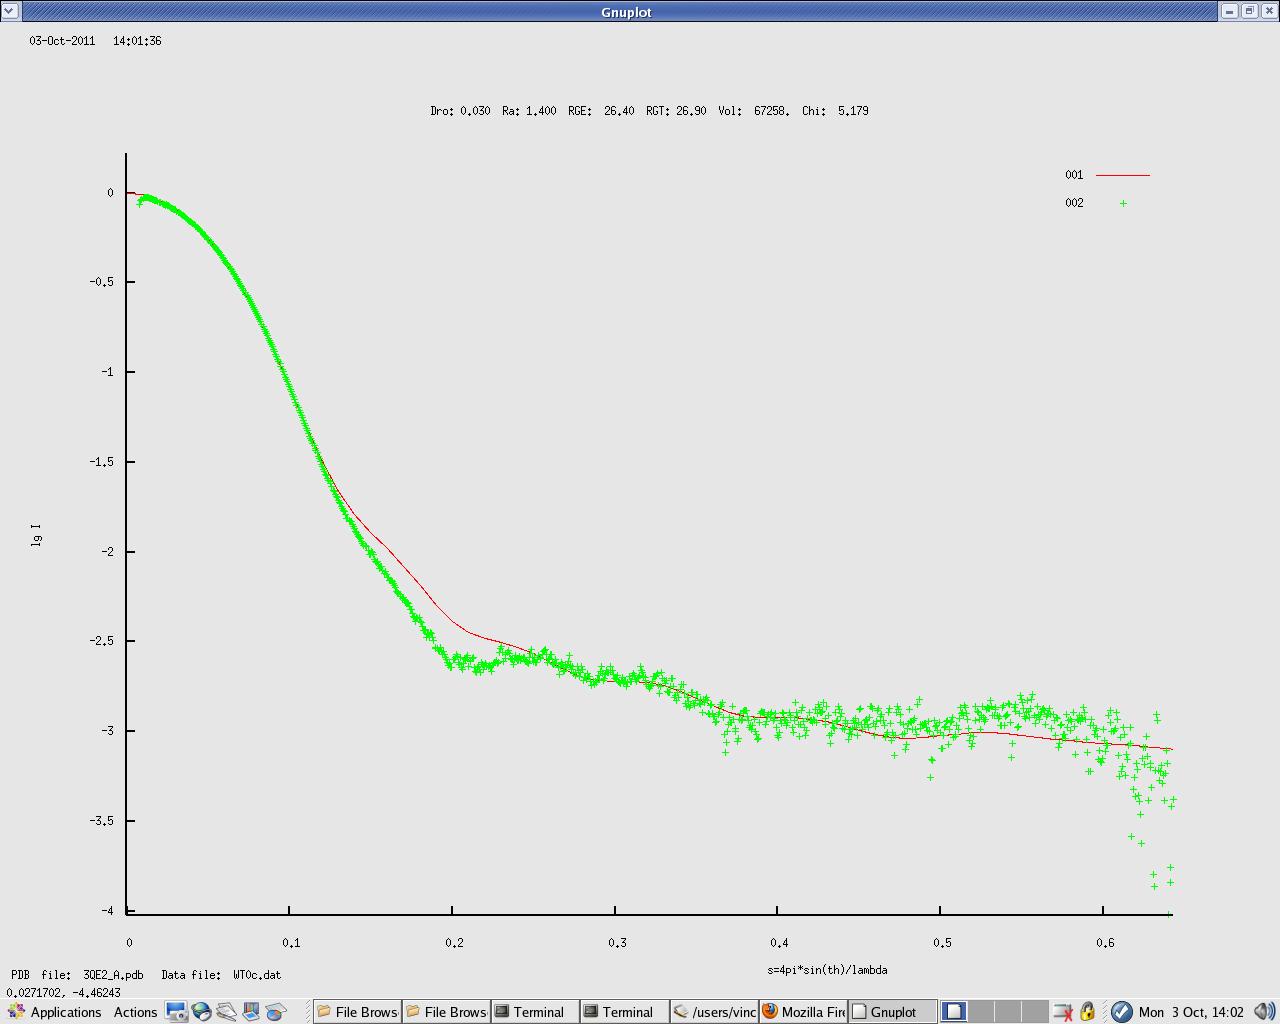 Gnuplot
03-Oct-2011 14:01:36
Dro: 0.030 Ra: 1.400 RGE: 26.40 RGT: 26.90 Vol: 67258. Chi: 5.179
001
002
0
-0.5
-1
-1.5
-2
-2.5
-3
-3.5
-4
lg I
0 0.1 0.2 0.3 0.4 0.5 0.6
s=4pi*sin(th)/lambda
PDB file: 3QE2_A.pdb Data file: WT0c.dat
0.0271702, -4.46243
Applications Actions File Brows File Brows Terminal Terminal /users/vinc Mozilla Fire Gnuplot Mon 3 Oct, 14:02